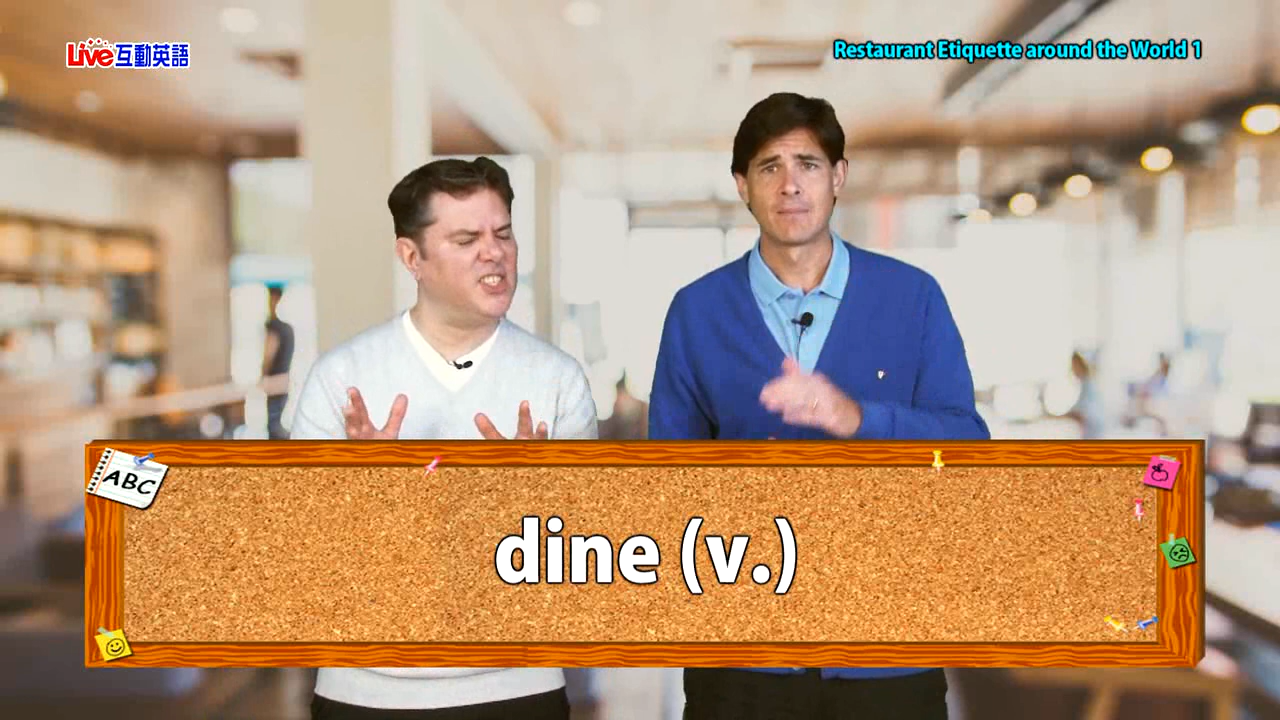 Live互動英語
Restaurant Etiquette around the World 1
ABC
dine (v.)